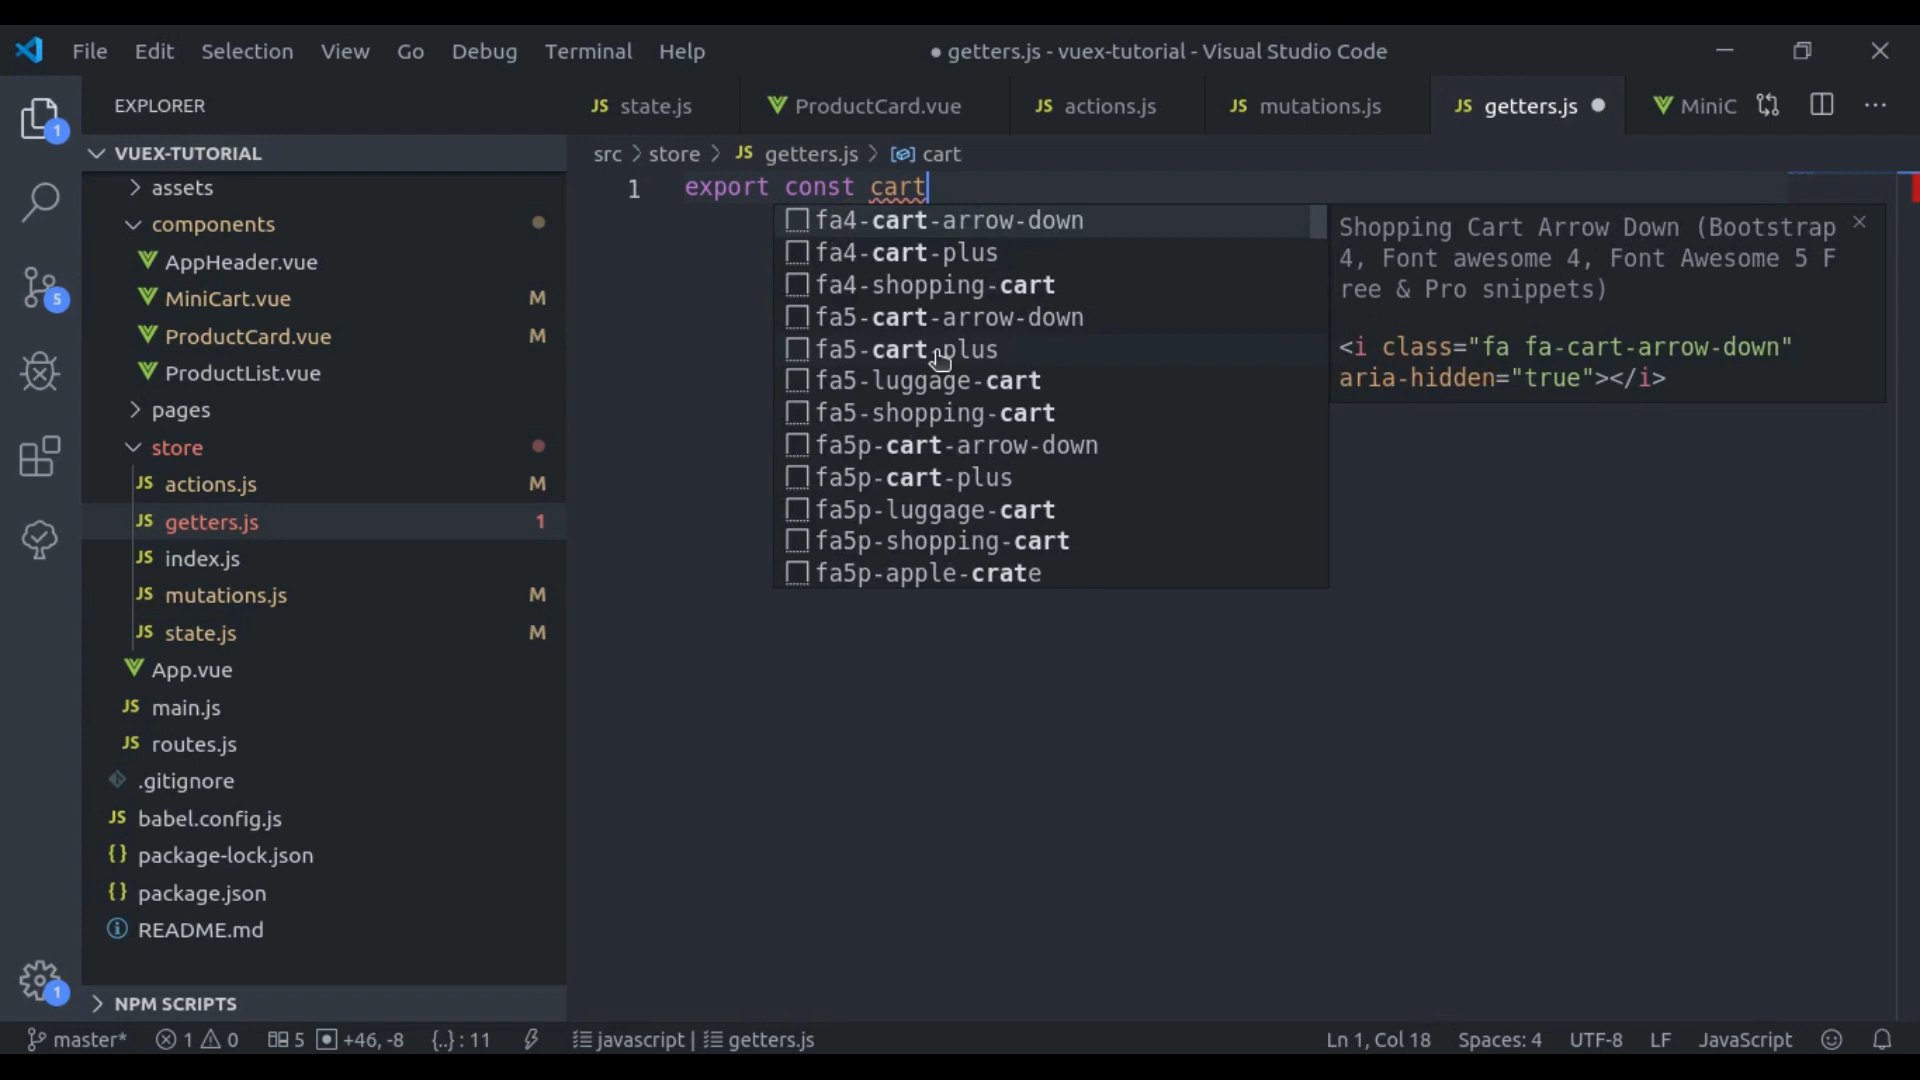 File Edit Selection View Go Debug Terminal Help
● getters.js - vuex-tutorial - Visual Studio Code
EXPLORER
JS state.js
ProductCard.vue
JS actions.js
JS mutations.js
JS getters.js ●
MiniC
1
5
1
VUEX-TUTORIAL
assets
components
AppHeader.vue
MiniCart.vue M
ProductCard.vue M
ProductList.vue
pages
store
JS actions.js M
JS getters.js 1
JS index.js
JS mutations.js M
JS state.js M
App.vue
JS main.js
JS routes.js
.gitignore
JS babel.config.js
{} package-lock.json
{} package.json
README.md
NPM SCRIPTS
src > store > JS getters.js > cart
1 export const cart
fa4-cart-arrow-down
fa4-cart-plus
fa4-shopping-cart
fa5-cart-arrow-down
fa5-cart-plus
fa5-luggage-cart
fa5-shopping-cart
fa5p-cart-arrow-down
fa5p-cart-plus
fa5p-luggage-cart
fa5p-shopping-cart
fa5p-apple-crate
Shopping Cart Arrow Down (Bootstrap
4, Font awesome 4, Font Awesome 5 F
ree & Pro snippets)
<i class="fa fa-cart-arrow-down"
aria-hidden="true"></i>
master* 1 0 5 +46, -8 {..} : 11 javascript | getters.js
Ln 1, Col 18 Spaces: 4 UTF-8 LF JavaScript